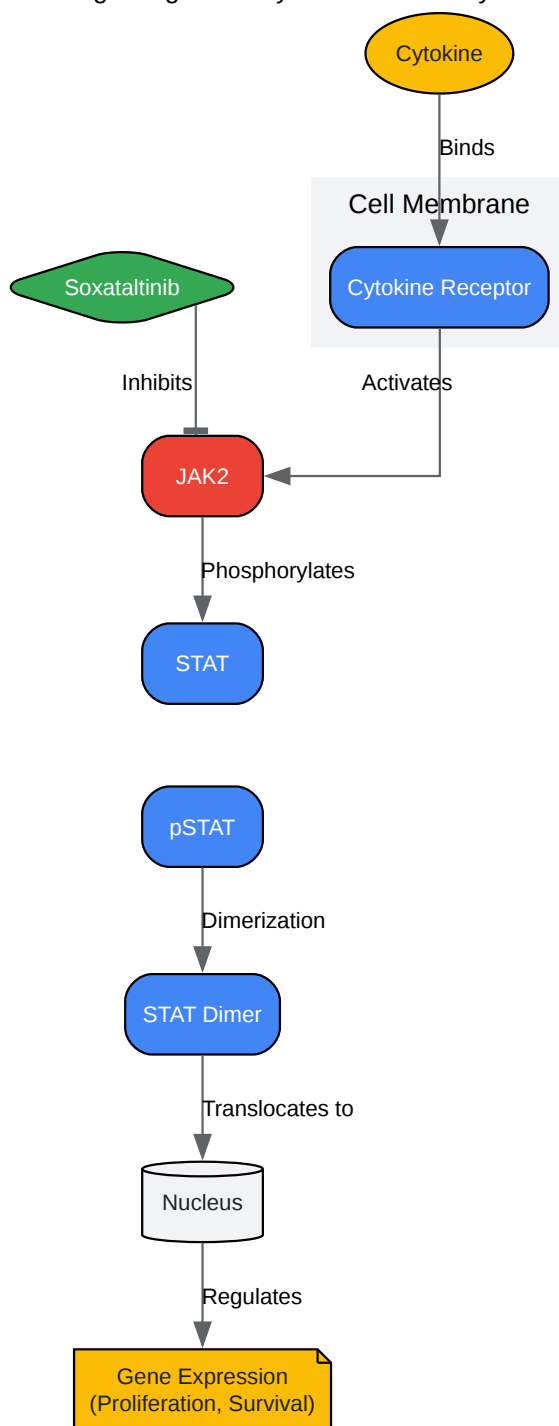 Cytokine
Binds
Cell Membrane
Soxataltinib
Cytokine Receptor
Inhibits
Activates
JAK2
Phosphorylates
STAT
pSTAT
Dimerization
STAT Dimer
Translocates to
Nucleus
Regulates
Gene Expression
(Proliferation, Survival)